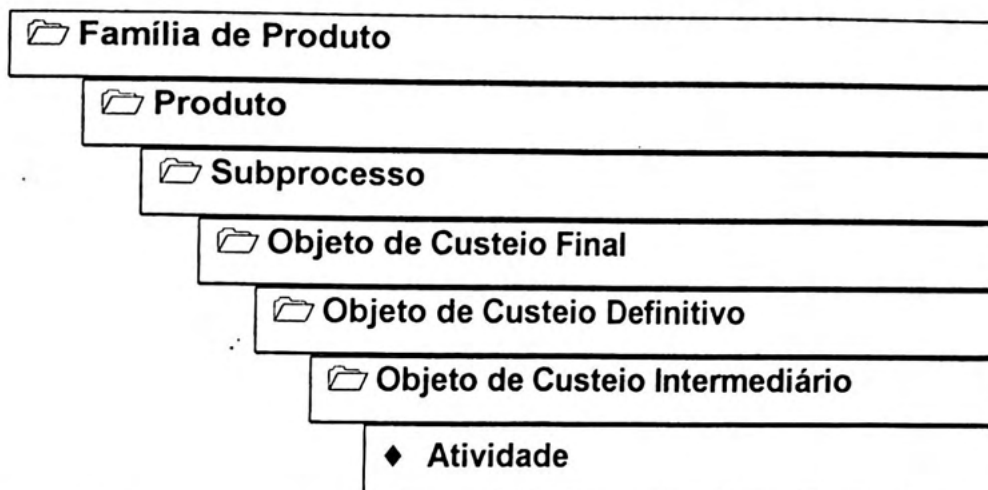 Família de Produto
Produto
Subprocesso
Objeto de Custeio Final
Objeto de Custeio Definitivo
Objeto de Custeio Intermediário
♦ Atividade